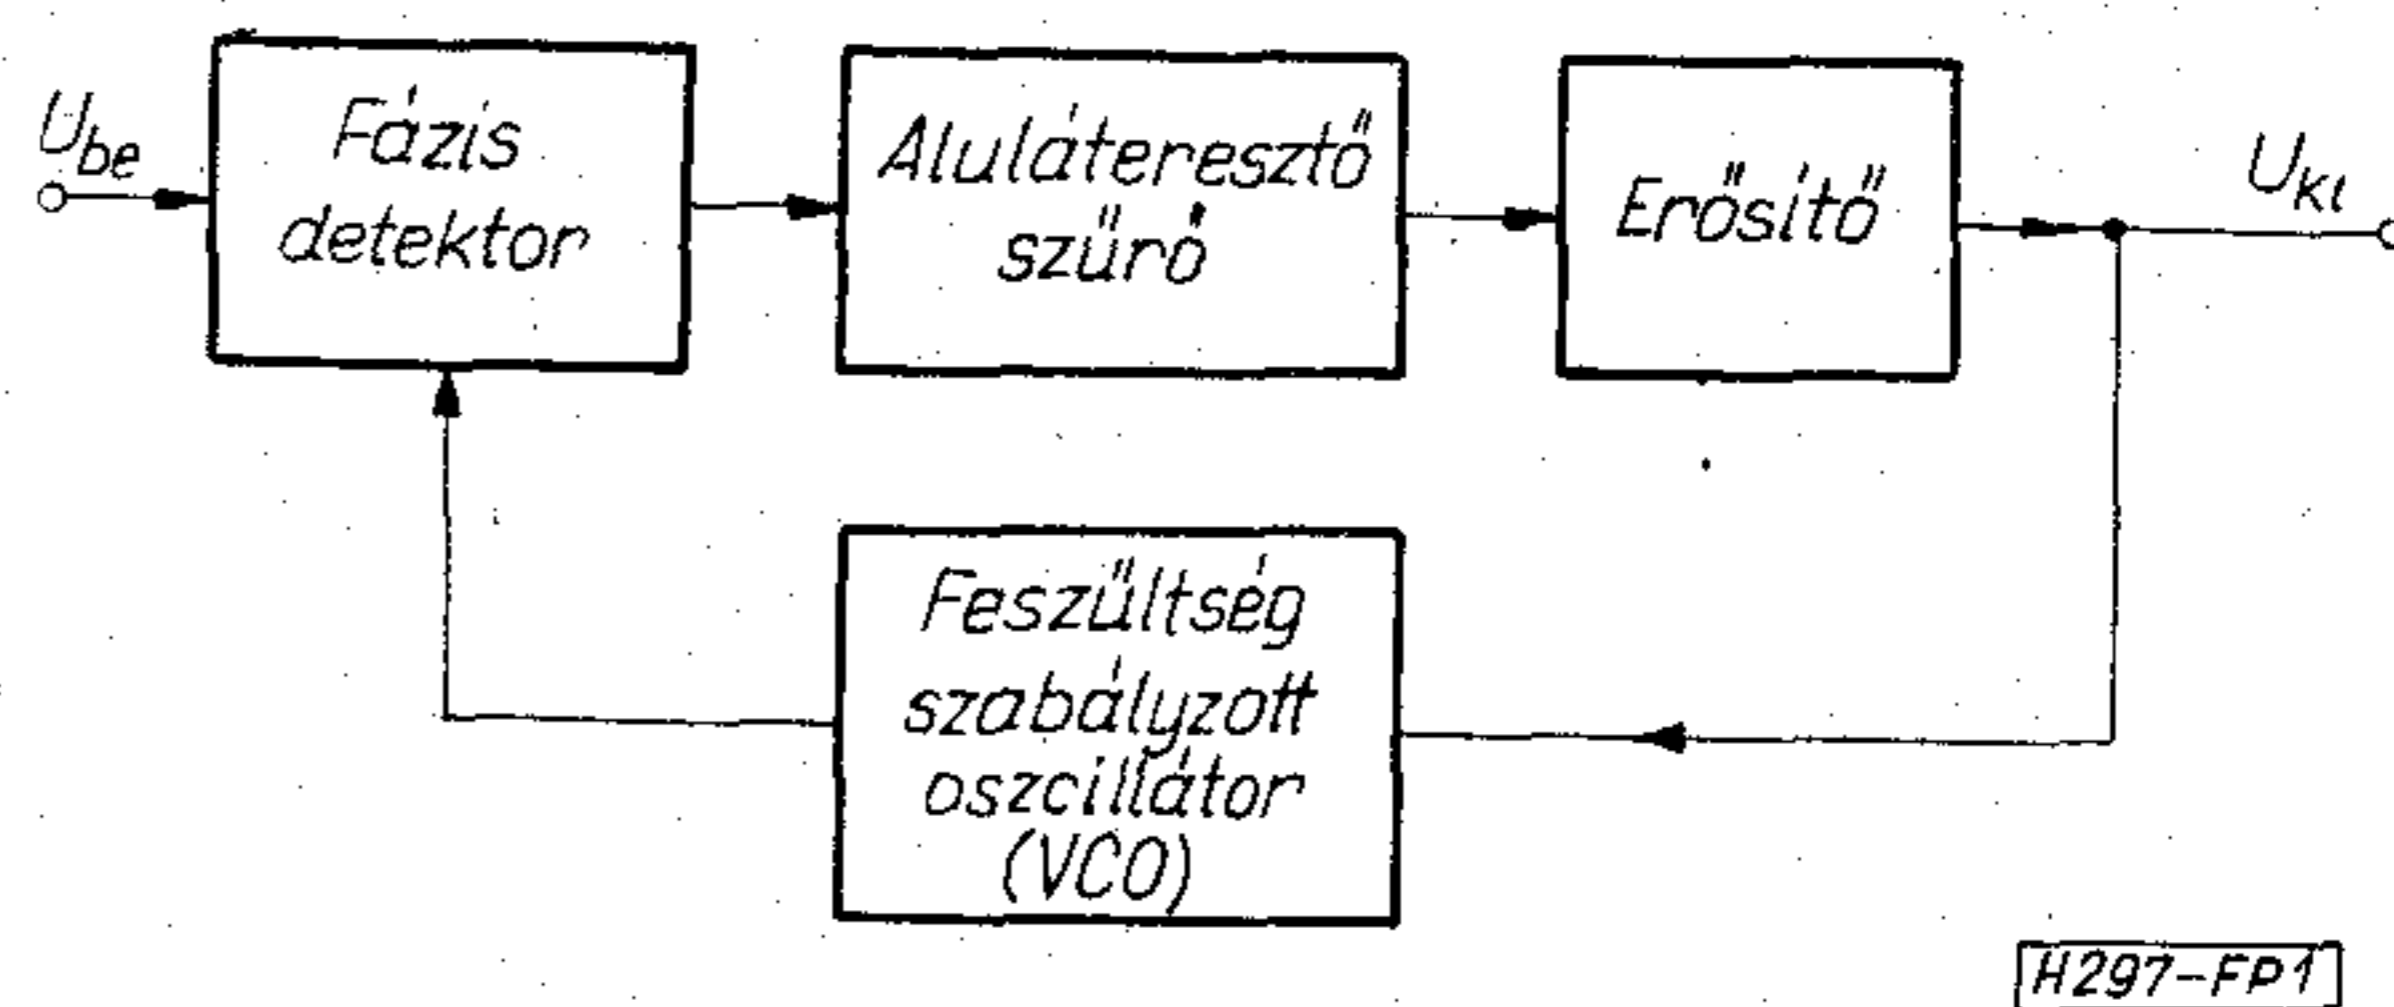 Ube
Fázis
detektor
Aluláteresztő
szűrő
Erősítő
Uki
Feszültség
szabályzott
oszcillátor
(VCO)
H297-FP1